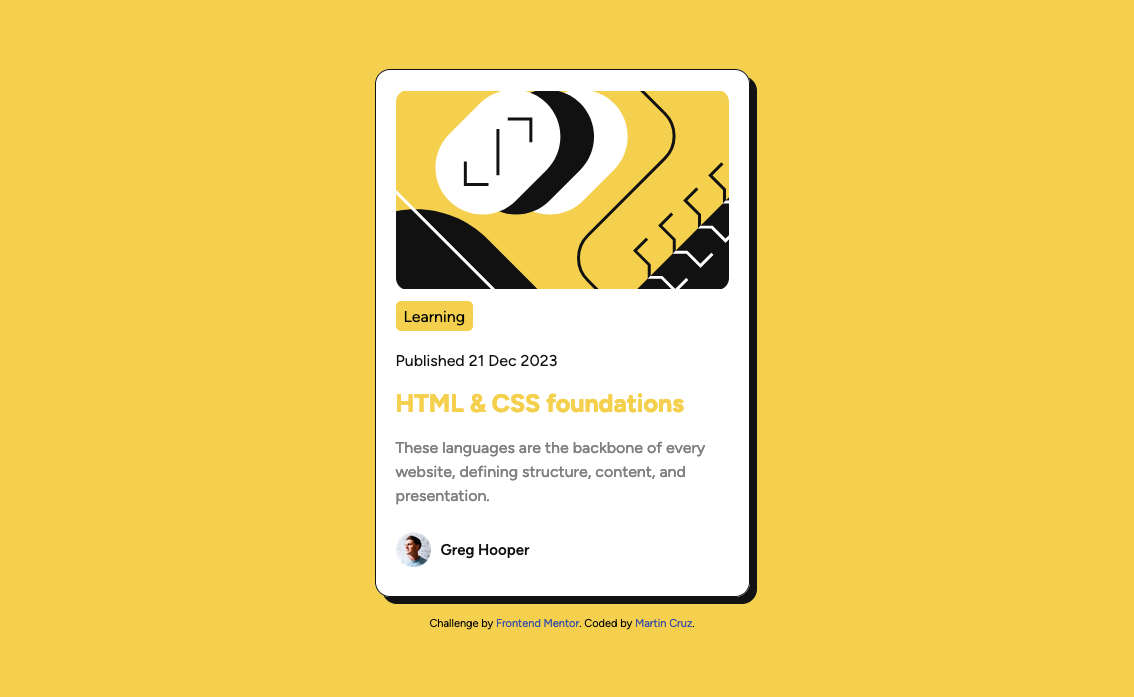 Learning
Published 21 Dec 2023
HTML & CSS foundations
These languages are the backbone of every
website, defining structure, content, and
presentation.
Greg Hooper
Challenge by Frontend Mentor. Coded by Martin Cruz.